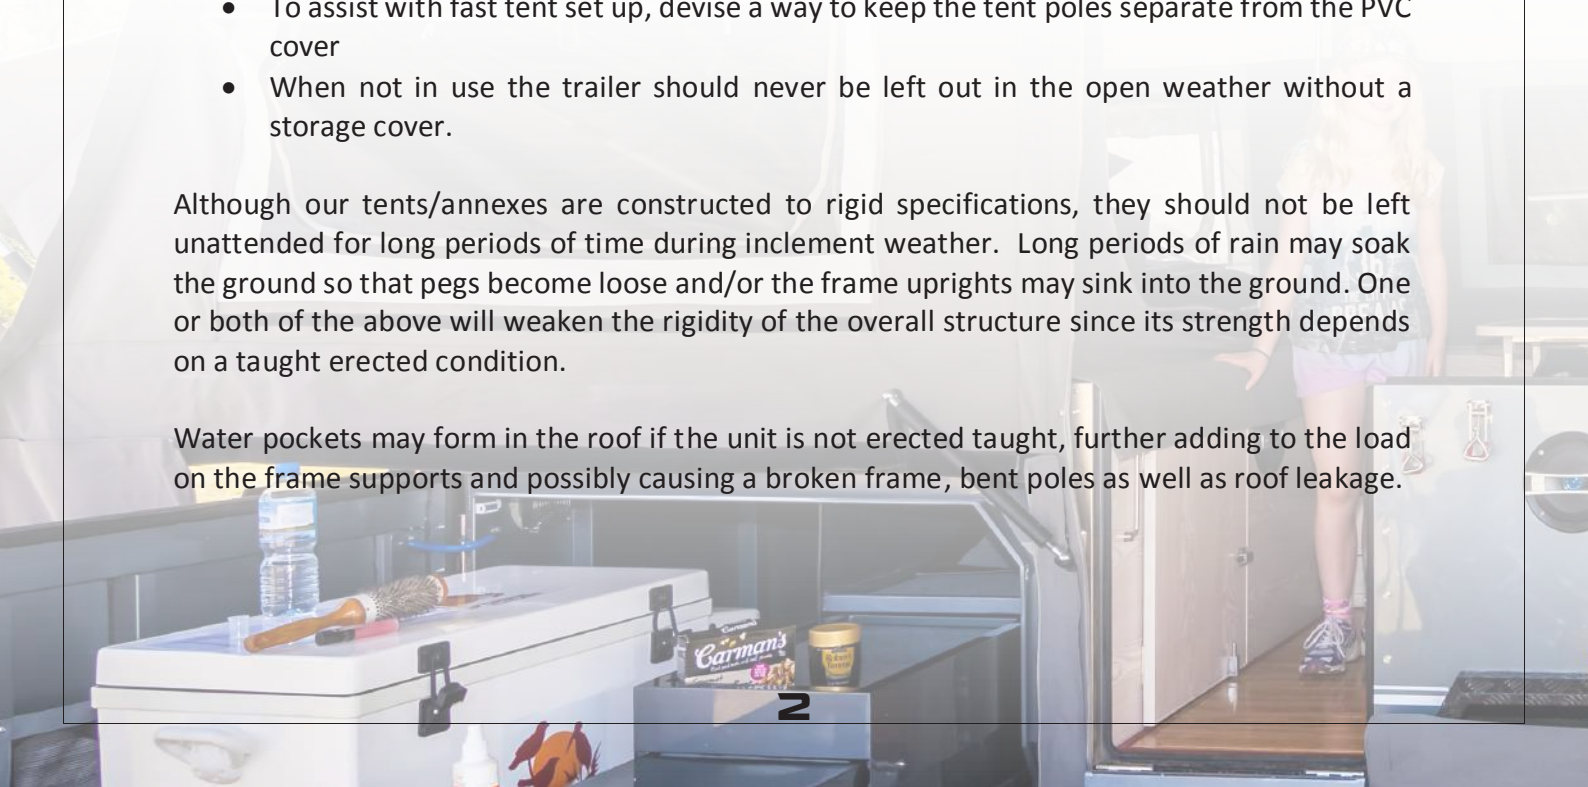 • To assist with fast tent set up, devise a way to keep the tent poles separate from the PVC
cover
• When not in use the trailer should never be left out in the open weather without a
storage cover.
Although our tents/annexes are constructed to rigid specifications, they should not be left
unattended for long periods of time during inclement weather.  Long periods of rain may soak
the ground so that pegs become loose and/or the frame uprights may sink into the ground. One
or both of the above will weaken the rigidity of the overall structure since its strength depends
on a taught erected condition.
Water pockets may form in the roof if the unit is not erected taught, further adding to the load
on the frame supports and possibly causing a broken frame, bent poles as well as roof leakage.
Carman's
2